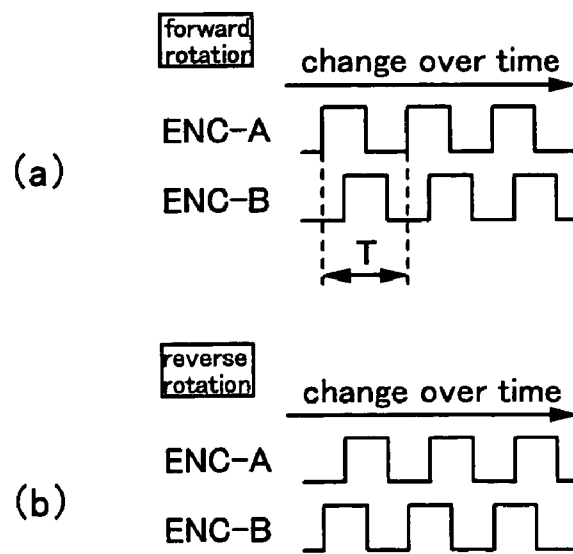 forward
rotation
change over time
ENC-A
(a)
ENC-B
T
reverse
rotation
change over time
ENC-A
(b)
ENC-B